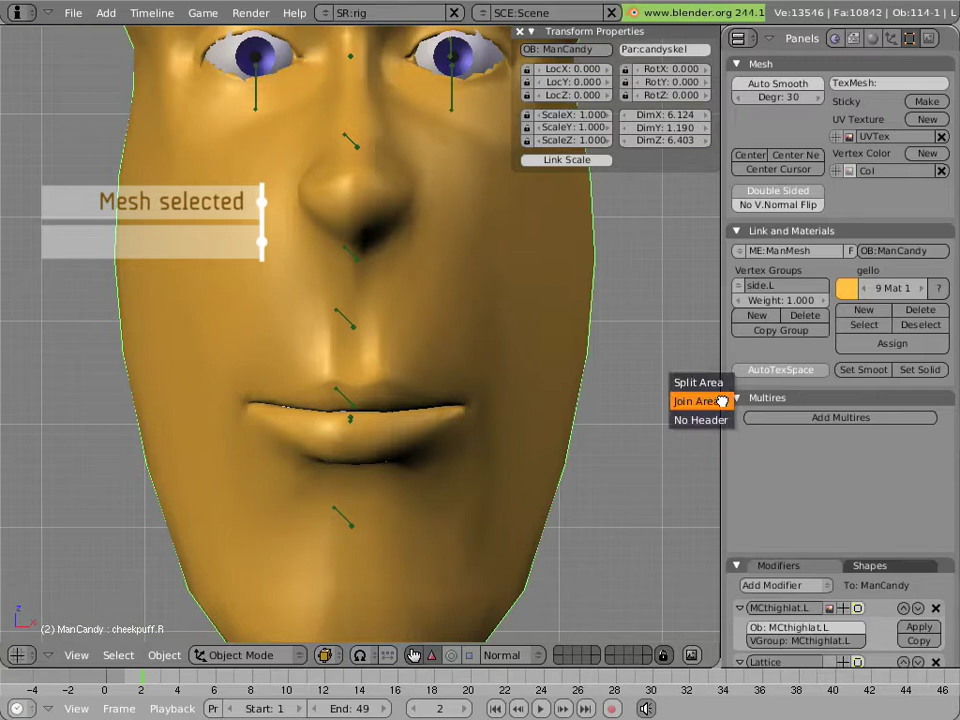 File Add Timeline Game Render Help SR:rig SCE:Scene www.blender.org 244.1 Ve:13546 | Fa:10842 | Ob:114-1 | L
Transform Properties
OB: ManCandy Par:candyskel
LocX: 0.000 RotX: 0.000
LocY: 0.000 RotY: 0.000
LocZ: 0.000 RotZ: 0.000
ScaleX: 1.000 DimX: 6.124
ScaleY: 1.000 DimY: 1.190
ScaleZ: 1.000 DimZ: 6.403
Link Scale
Mesh selected
Split Area
Join Area
No Header
(2) ManCandy : cheekpuff.R
z
x
View Select Object Object Mode Normal
Panels
Mesh
Auto Smooth TexMesh:
Degr: 30 Sticky Make
UV Texture New
UVTex
Center Center Ne Vertex Color New
Center Cursor Col
Double Sided
No V.Normal Flip
Link and Materials
ME:ManMesh F OB:ManCandy
Vertex Groups gello
side.L 9 Mat 1 ?
Weight: 1.000
New Delete New Delete
Copy Group Select Deselect
Assign
AutoTexSpace Set Smoot Set Solid
Multires
Add Multires
Modifiers Shapes
Add Modifier To: ManCandy
MCthighlat.L
Ob: MCthighlat.L Apply
VGroup: MCthighlat.L Copy
Lattice
-4 -2 0 2 4 6 8 10 12 14 16 18 20 22 24 26 28 30 32 34 36 38 40 42 44 46
View Frame Playback Pr Start: 1 End: 49 2